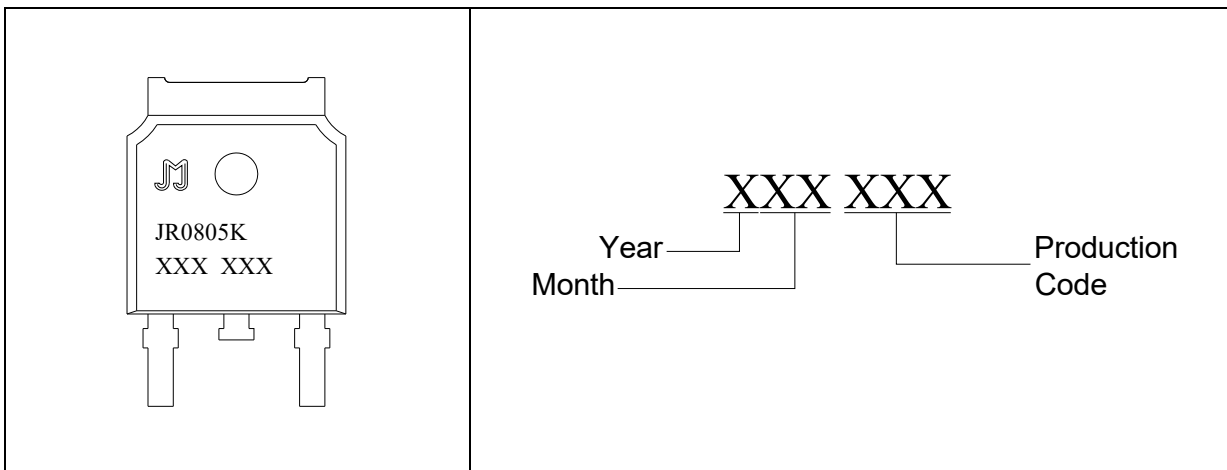 JR0805K
XXX XXX
XXX XXX
Year
Month
Production
Code